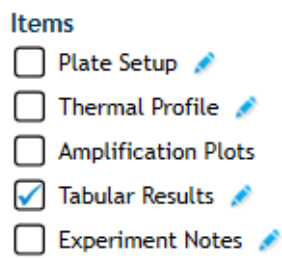 Items
Plate Setup
Thermal Profile
Amplification Plots
Tabular Results
Experiment Notes